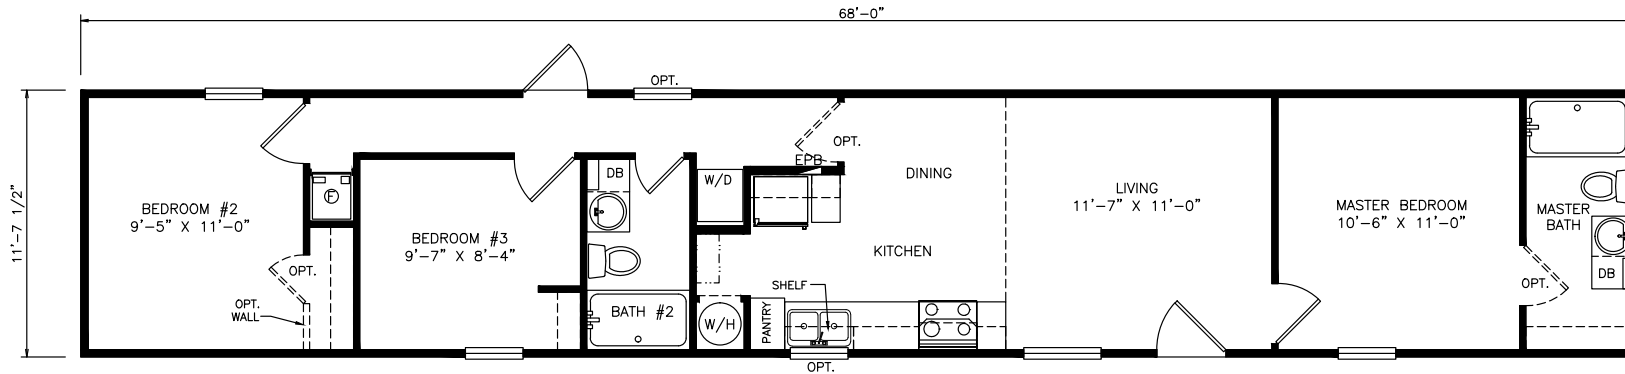 68'-0"
11'-7 1/2"
OPT.
OPT.
EPB
BEDROOM #2
9'-5" X 11'-0"
F
OPT.
OPT.
WALL
BEDROOM #3
9'-7" X 8'-4"
DB
BATH #2
W/D
W/H
PANTRY
SHELF
OPT.
DINING
KITCHEN
LIVING
11'-7" X 11'-0"
MASTER BEDROOM
10'-6" X 11'-0"
MASTER
BATH
OPT.
DB